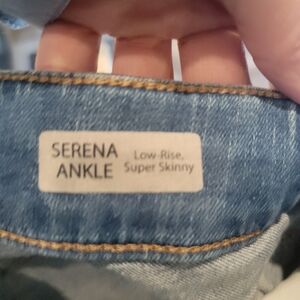 SERENA
ANKLE
Low-Rise,
Super Skinny